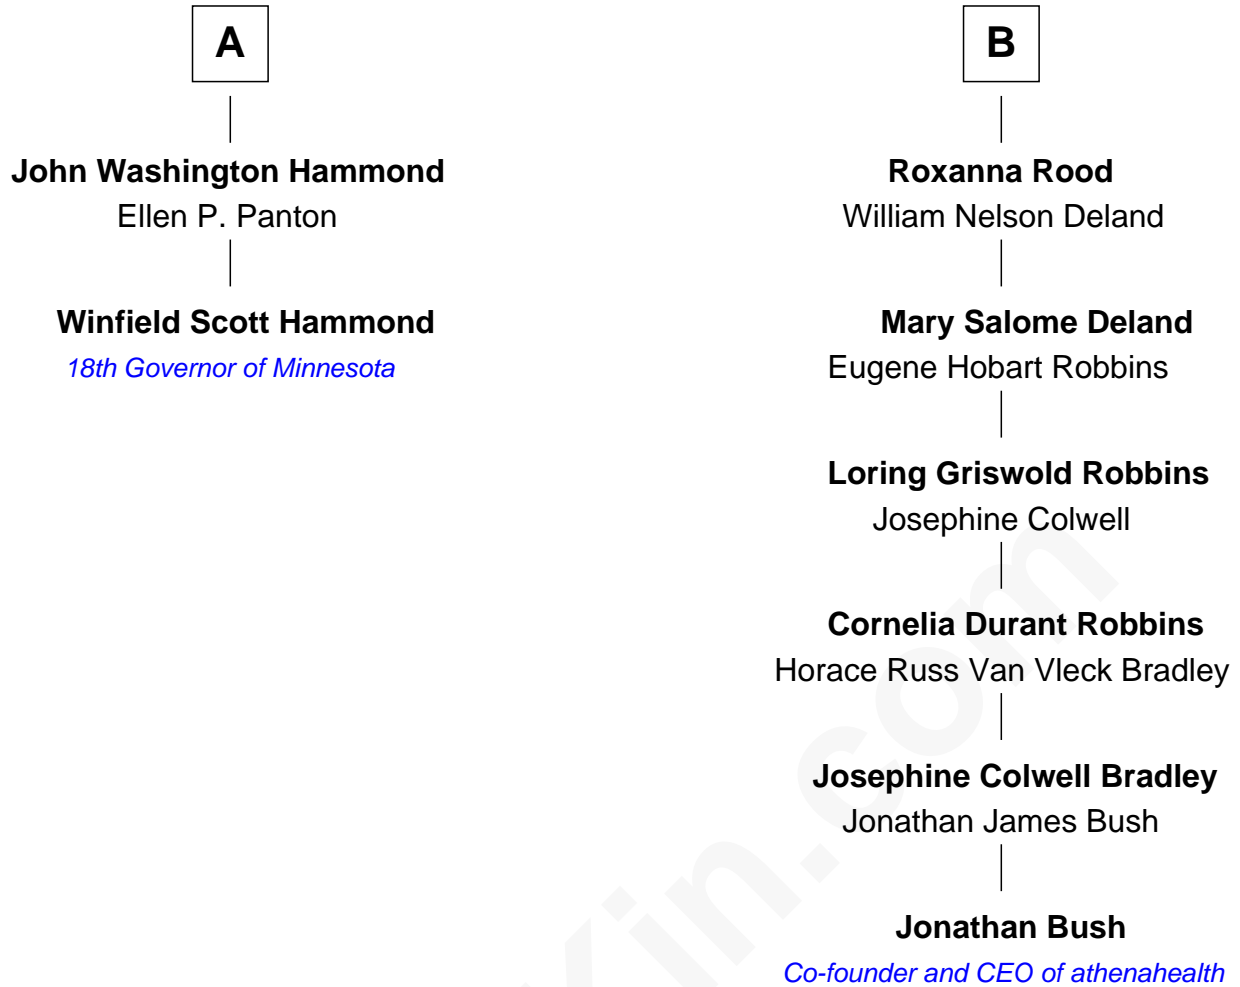 A
John Washington Hammond
Ellen P. Panton
Winfield Scott Hammond
18th Governor of Minnesota
B
Roxanna Rood
William Nelson Deland
Mary Salome Deland
Eugene Hobart Robbins
Loring Griswold Robbins
Josephine Colwell
Cornelia Durant Robbins
Horace Russ Van Vleck Bradley
Josephine Colwell Bradley
Jonathan James Bush
Jonathan Bush
Co-founder and CEO of athenahealth
Kin.com